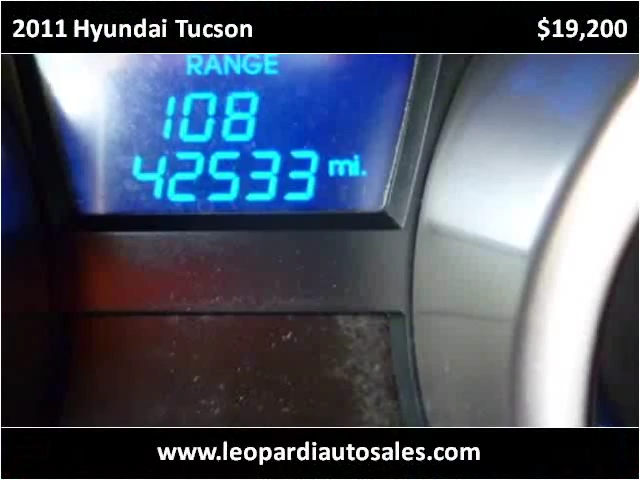 2011 Hyundai Tucson $19,200
RANGE
108
42533 mi.
www.leopardiautosales.com